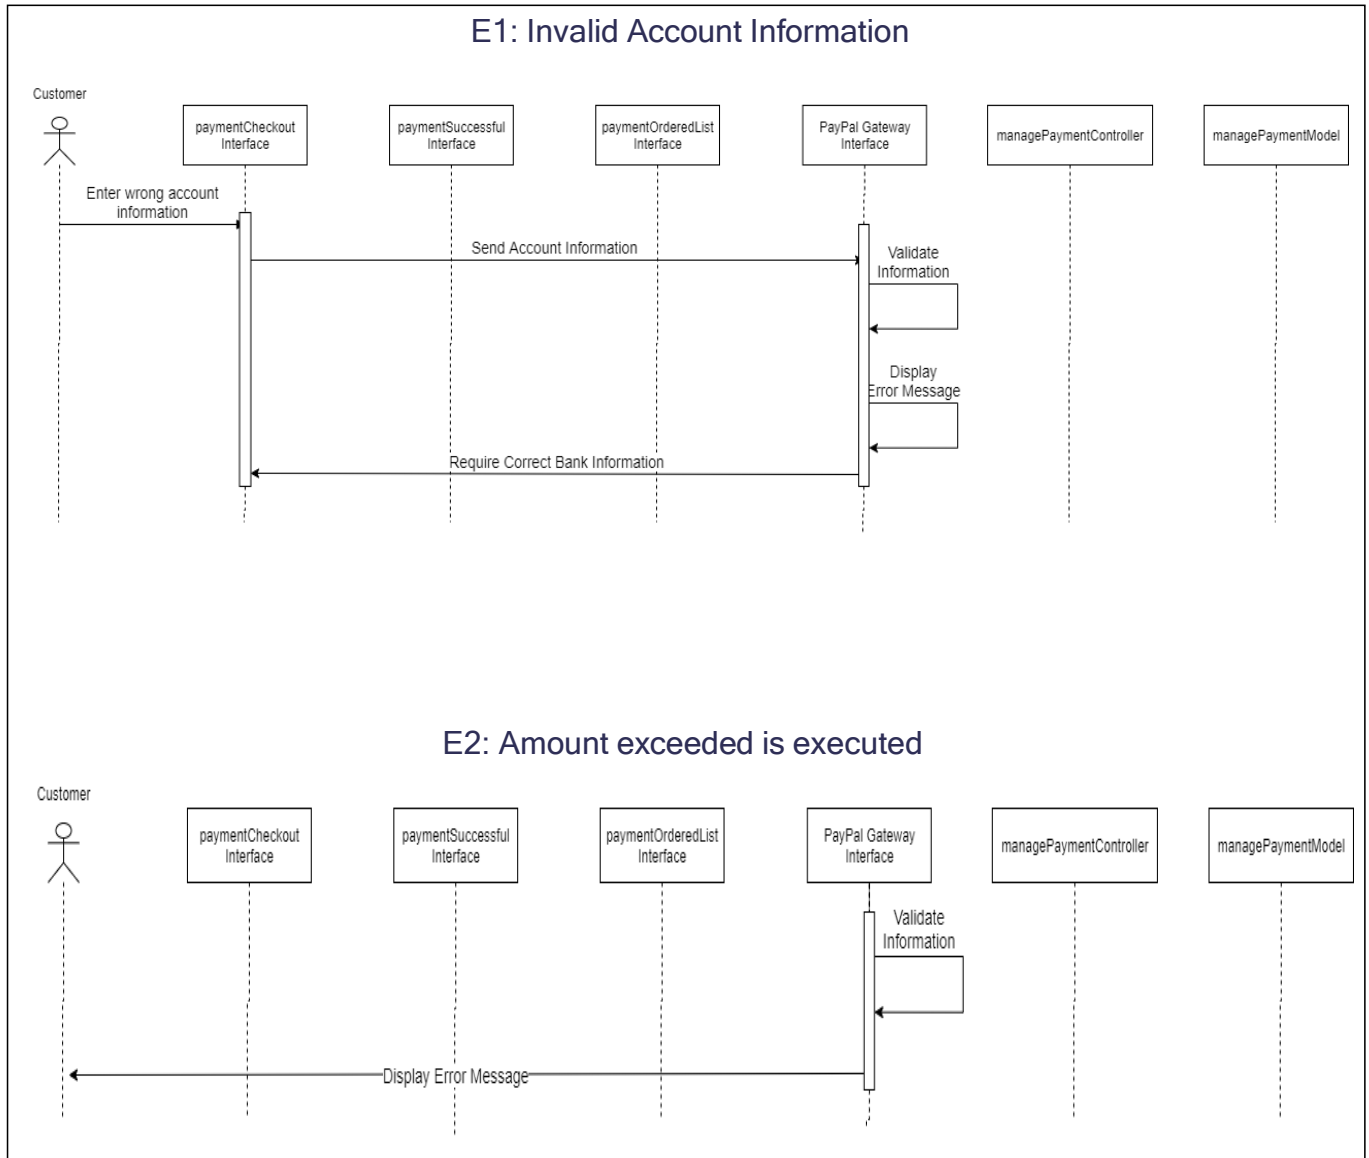 E1: Invalid Account Information
Customer
paymentCheckout
Interface
paymentSuccessful
Interface
paymentOrderedList
Interface
PayPal Gateway
Interface
managePaymentController
managePaymentModel
Enter wrong account
information
Send Account Information
Validate
Information
Display
Error Message
Require Correct Bank Information
E2: Amount exceeded is executed
Customer
paymentCheckout
Interface
paymentSuccessful
Interface
paymentOrderedList
Interface
PayPal Gateway
Interface
managePaymentController
managePaymentModel
Validate
Information
Display Error Message